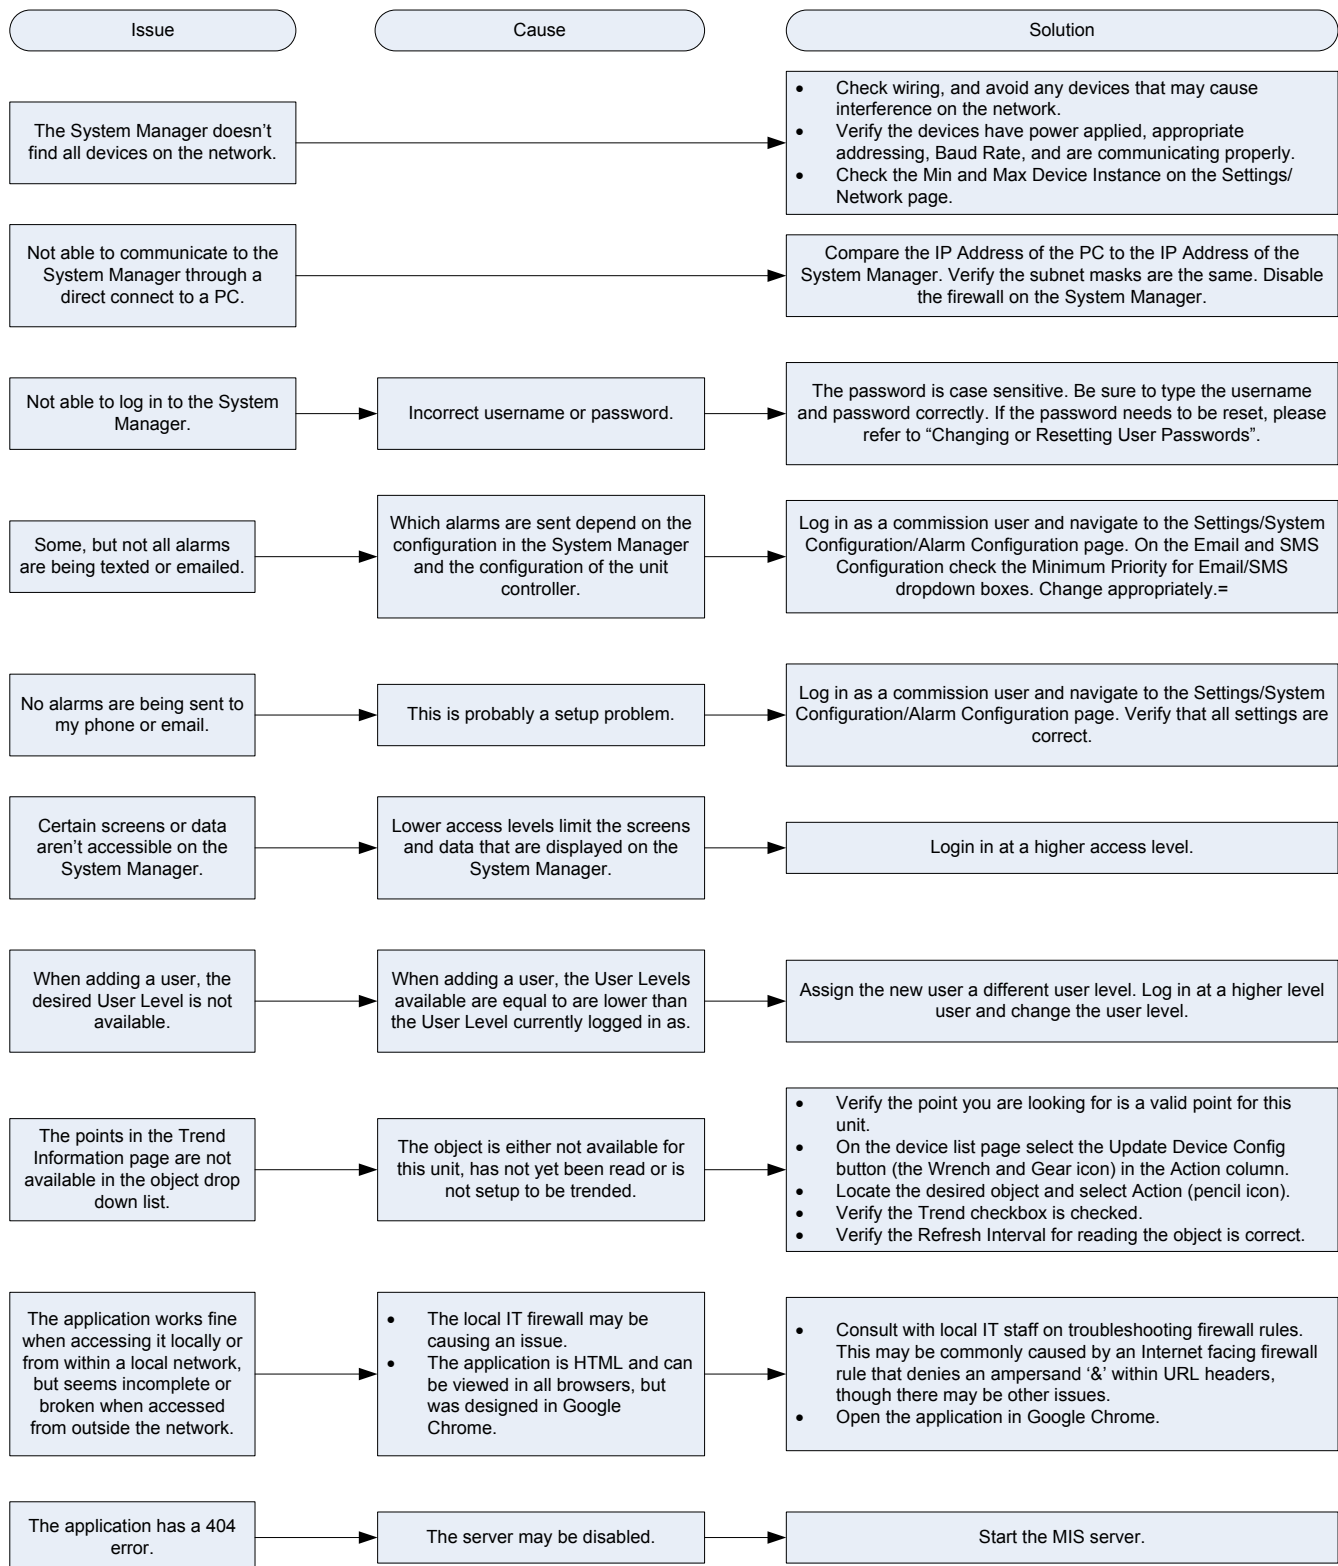 Issue
Cause
Solution
The System Manager doesn't
find all devices on the network.
• Check wiring, and avoid any devices that may cause
interference on the network.
• Verify the devices have power applied, appropriate
addressing, Baud Rate, and are communicating properly.
• Check the Min and Max Device Instance on the Settings/
Network page.
Not able to communicate to the
System Manager through a
direct connect to a PC.
Compare the IP Address of the PC to the IP Address of the
System Manager. Verify the subnet masks are the same. Disable
the firewall on the System Manager.
Not able to log in to the System
Manager.
Incorrect username or password.
The password is case sensitive. Be sure to type the username
and password correctly. If the password needs to be reset, please
refer to “Changing or Resetting User Passwords”.
Some, but not all alarms
are being texted or emailed.
Which alarms are sent depend on the
configuration in the System Manager
and the configuration of the unit
controller.
Log in as a commission user and navigate to the Settings/System
Configuration/Alarm Configuration page. On the Email and SMS
Configuration check the Minimum Priority for Email/SMS
dropdown boxes. Change appropriately.=
No alarms are being sent to
my phone or email.
This is probably a setup problem.
Log in as a commission user and navigate to the Settings/System
Configuration/Alarm Configuration page. Verify that all settings are
correct.
Certain screens or data
aren't accessible on the
System Manager.
Lower access levels limit the screens
and data that are displayed on the
System Manager.
Login in at a higher access level.
When adding a user, the
desired User Level is not
available.
When adding a user, the User Levels
available are equal to are lower than
the User Level currently logged in as.
Assign the new user a different user level. Log in at a higher level
user and change the user level.
The points in the Trend
Information page are not
available in the object drop
down list.
The object is either not available for
this unit, has not yet been read or is
not setup to be trended.
• Verify the point you are looking for is a valid point for this
unit.
• On the device list page select the Update Device Config
button (the Wrench and Gear icon) in the Action column.
• Locate the desired object and select Action (pencil icon).
• Verify the Trend checkbox is checked.
• Verify the Refresh Interval for reading the object is correct.
The application works fine
when accessing it locally or
from within a local network,
but seems incomplete or
broken when accessed
from outside the network.
• The local IT firewall may be
causing an issue.
• The application is HTML and can
be viewed in all browsers, but
was designed in Google
Chrome.
• Consult with local IT staff on troubleshooting firewall rules.
This may be commonly caused by an Internet facing firewall
rule that denies an ampersand ‘&’ within URL headers,
though there may be other issues.
• Open the application in Google Chrome.
The application has a 404
error.
The server may be disabled.
Start the MIS server.